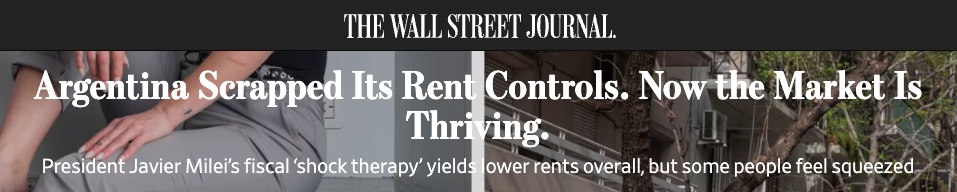 THE WALL STREET JOURNAL.
Argentina Scrapped Its Rent Controls. Now the Market Is
Thriving.
President Javier Milei’s fiscal ‘shock therapy’ yields lower rents overall, but some people feel squeezed